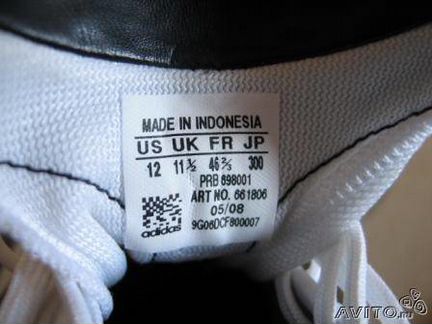 MADE IN INDONESIA
US UK FR JP
12 11½ 46⅔ 300
PRB 698001
ART NO. 661806
05/08
adidas 9G06DCF800007
AVITO.ru